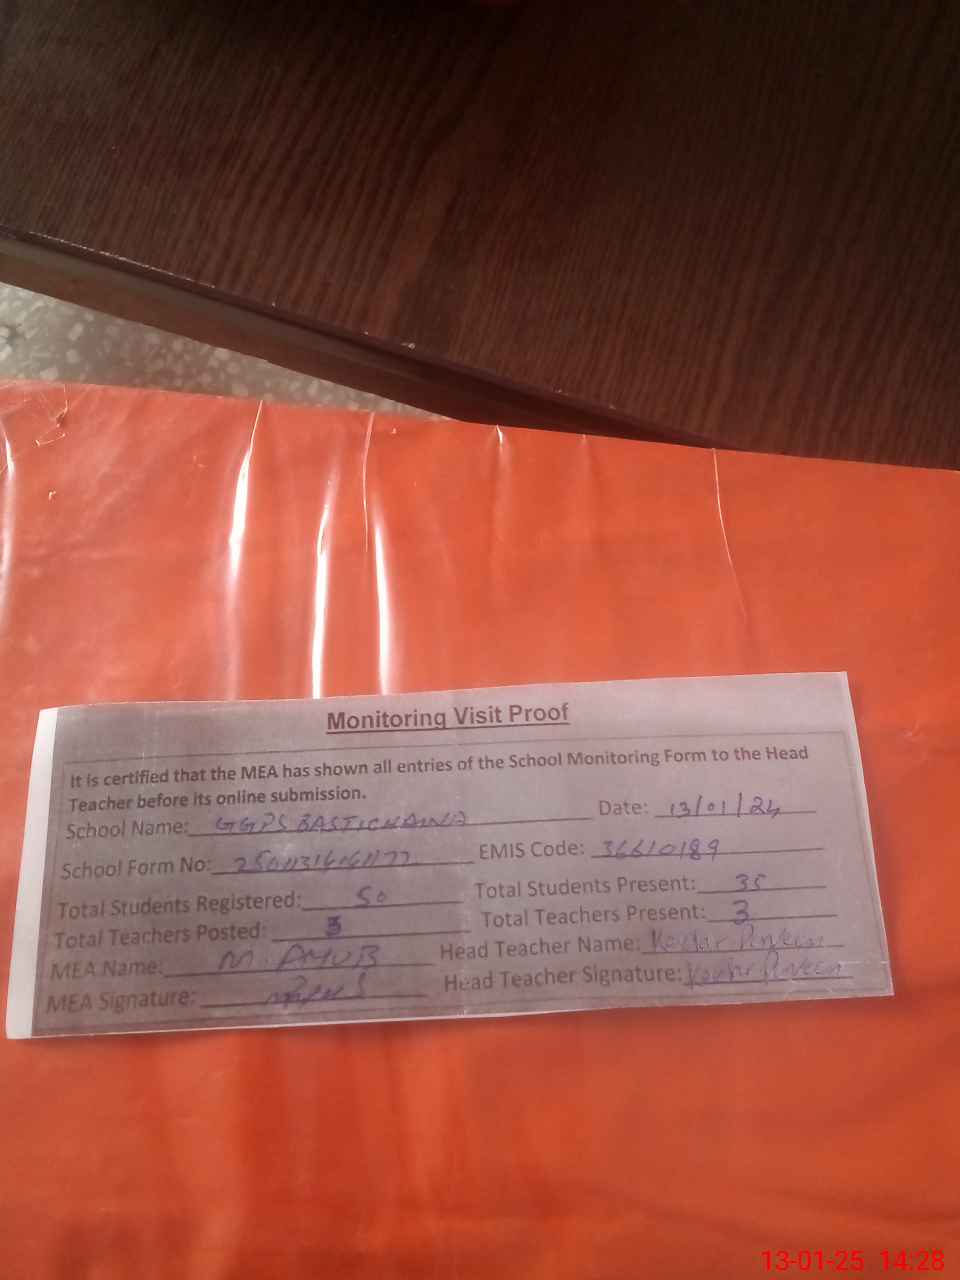 Monitoring Visit Proof
It is certified that the MEA has shown all entries of the School Monitoring Form to the Head
Teacher before its online submission.
School Name: GGPS Date: 13/01/24
School Form No: EMIS Code: 36610189
Total Students Registered: 50 Total Students Present: 35
Total Teachers Posted: 3 Total Teachers Present: 3
MEA Name: M. Head Teacher Name:
MEA Signature: Head Teacher Signature:
13-01-25 14:28